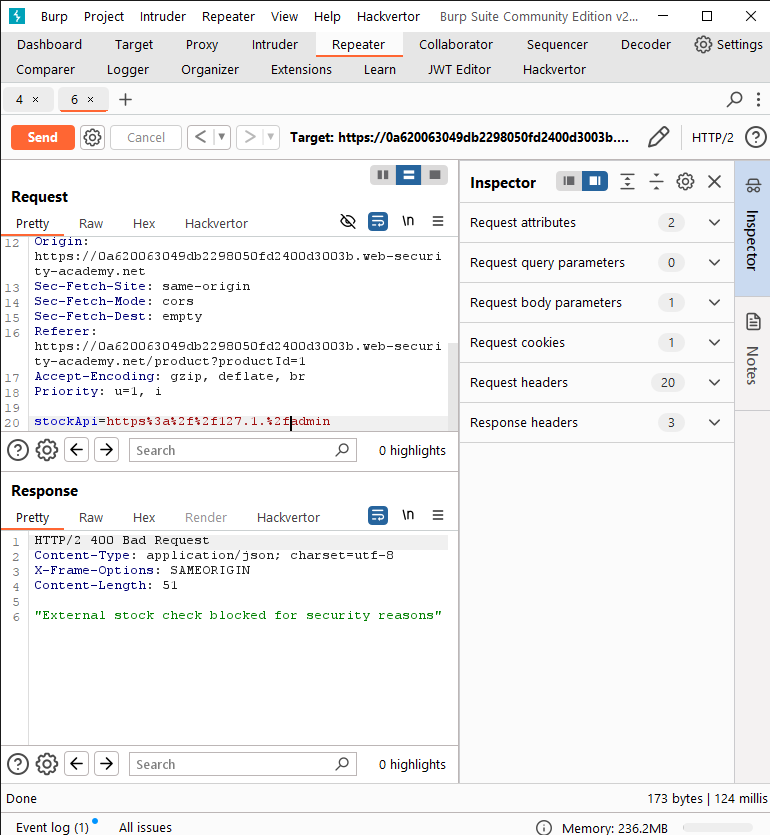 Burp Project Intruder Repeater View Help Hackvertor Burp Suite Community Edition v2...
Dashboard Target Proxy Intruder Repeater Collaborator Sequencer Decoder Settings
Comparer Logger Organizer Extensions Learn JWT Editor Hackvertor
4 × 6 × +
Send Cancel < > Target: https://0a620063049db2298050fd2400d3003b.... HTTP/2
Request
Pretty Raw Hex Hackvertor \n
12 Origin:
https://0a620063049db2298050fd2400d3003b.web-securi
ty-academy.net
13 Sec-Fetch-Site: same-origin
14 Sec-Fetch-Mode: cors
15 Sec-Fetch-Dest: empty
16 Referer:
https://0a620063049db2298050fd2400d3003b.web-securi
ty-academy.net/product?productId=1
17 Accept-Encoding: gzip, deflate, br
18 Priority: u=1, i
19
20 stockApi=https%3a%2f%2f127.1.%2fadmin
Search 0 highlights
Response
Pretty Raw Hex Render Hackvertor \n
1 HTTP/2 400 Bad Request
2 Content-Type: application/json; charset=utf-8
3 X-Frame-Options: SAMEORIGIN
4 Content-Length: 51
5
6 "External stock check blocked for security reasons"
Search 0 highlights
Inspector
Request attributes 2
Request query parameters 0
Request body parameters 1
Request cookies 1
Request headers 20
Response headers 3
Inspector
Notes
Done 173 bytes | 124 millis
Event log (1) All issues Memory: 236.2MB